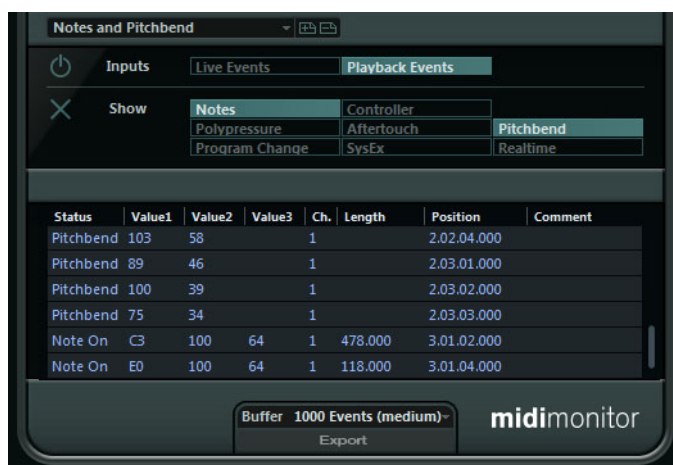 Notes and Pitchbend
Inputs Live Events Playback Events
Show Notes Controller
Polypressure Aftertouch Pitchbend
Program Change SysEx Realtime
Status Value1 Value2 Value3 Ch. Length Position Comment
Pitchbend 103 58 1 2.02.04.000
Pitchbend 89 46 1 2.03.01.000
Pitchbend 100 39 1 2.03.02.000
Pitchbend 75 34 1 2.03.03.000
Note On C3 100 64 1 478.000 3.01.02.000
Note On E0 100 64 1 118.000 3.01.04.000
Buffer 1000 Events (medium)
Export
midimonitor